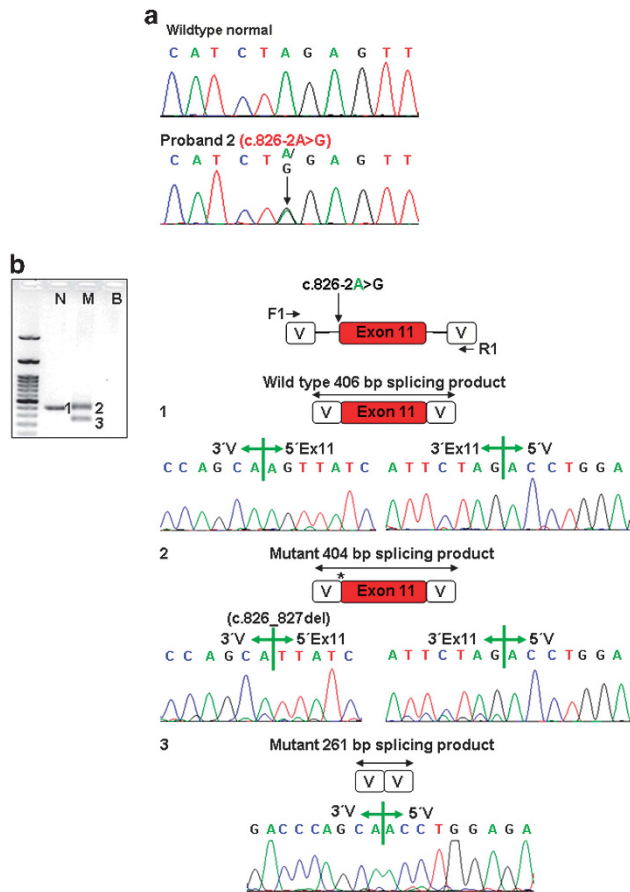 a
Wildtype normal
C A T C T A G A G T T
Proband 2 (c.826-2A>G)
C A T C T A/G G A G T T
b
N M B
1 2
3
c.826-2A>G
F1
V Exon 11 V
R1
Wild type 406 bp splicing product
1
V Exon 11 V
3´V 5´Ex11 3´Ex11 5´V
C C A G C A A G T T A T C A T T C T A G A C C T G G A
2
Mutant 404 bp splicing product
*
V Exon 11 V
(c.826_827del)
3´V 5´Ex11 3´Ex11 5´V
C C A G C A T T A T C A T T C T A G A C C T G G A
3
Mutant 261 bp splicing product
V V
3´V 5´V
G A C C C A G C A A C C T G G A G A